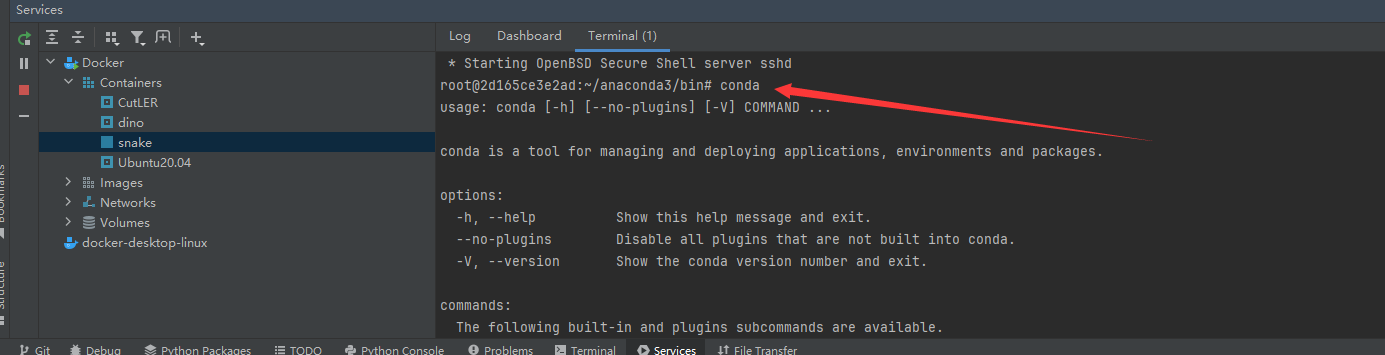 Services
Log Dashboard Terminal (1)
Docker
Containers
CutLER
dino
snake
Ubuntu20.04
Images
Networks
Volumes
docker-desktop-linux
* Starting OpenBSD Secure Shell server sshd
root@2d165ce3e2ad:~/anaconda3/bin# conda
usage: conda [-h] [--no-plugins] [-V] COMMAND ...
conda is a tool for managing and deploying applications, environments and packages.
options:
-h, --help Show this help message and exit.
--no-plugins Disable all plugins that are not built into conda.
-V, --version Show the conda version number and exit.
commands:
The following built-in and plugins subcommands are available.
Bookmarks
Structure
Git Debug Python Packages TODO Python Console Problems Terminal Services File Transfer